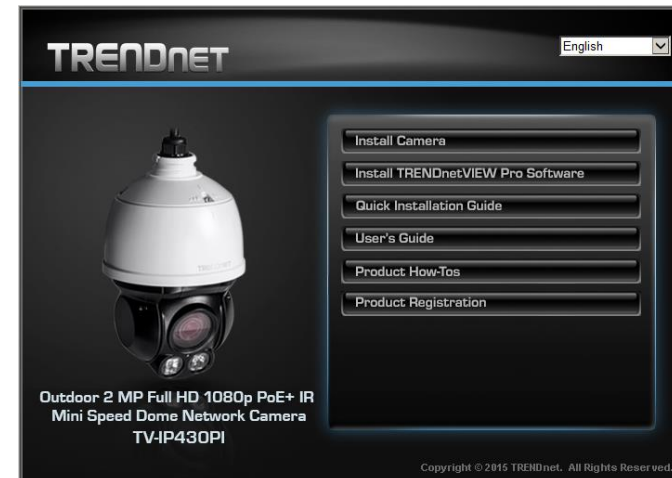 TRENDNET
English
Install Camera
Install TRENDnetVIEW Pro Software
Quick Installation Guide
User's Guide
Product How-Tos
Product Registration
TRENDNET
Outdoor 2 MP Full HD 1080p PoE+ IR
Mini Speed Dome Network Camera
TV-IP430PI
Copyright © 2015 TRENDnet. All Rights Reserved.